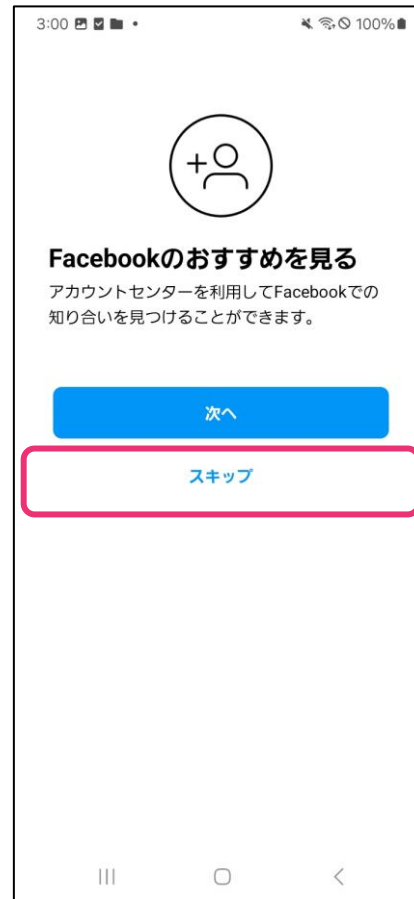 3:00 100%
Facebookのおすすめを見る
アカウントセンターを利用してFacebookでの
知り合いを見つけることができます。
次へ
スキップ